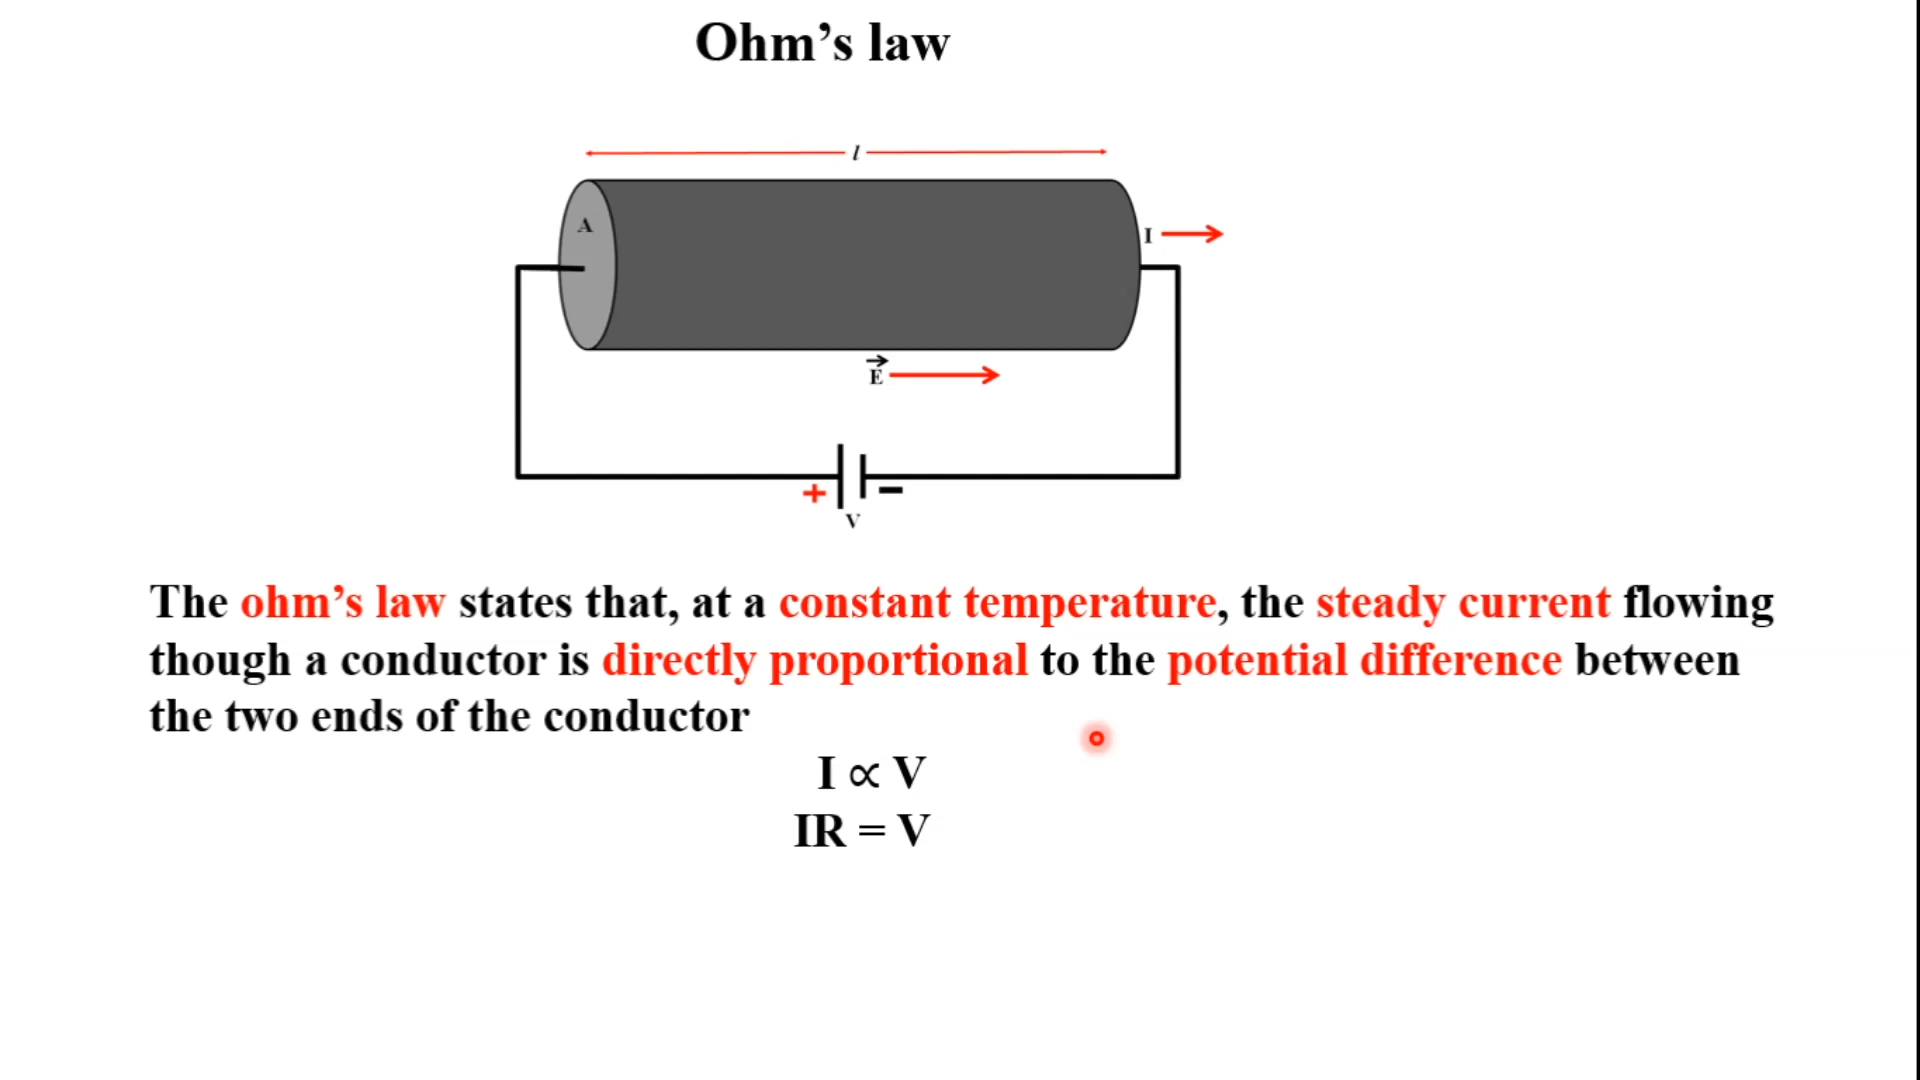 Ohm’s law
l
A
I
E
+
−
V
The ohm’s law states that, at a constant temperature, the steady current flowing
though a conductor is directly proportional to the potential difference between
the two ends of the conductor
I ∝ V
IR = V